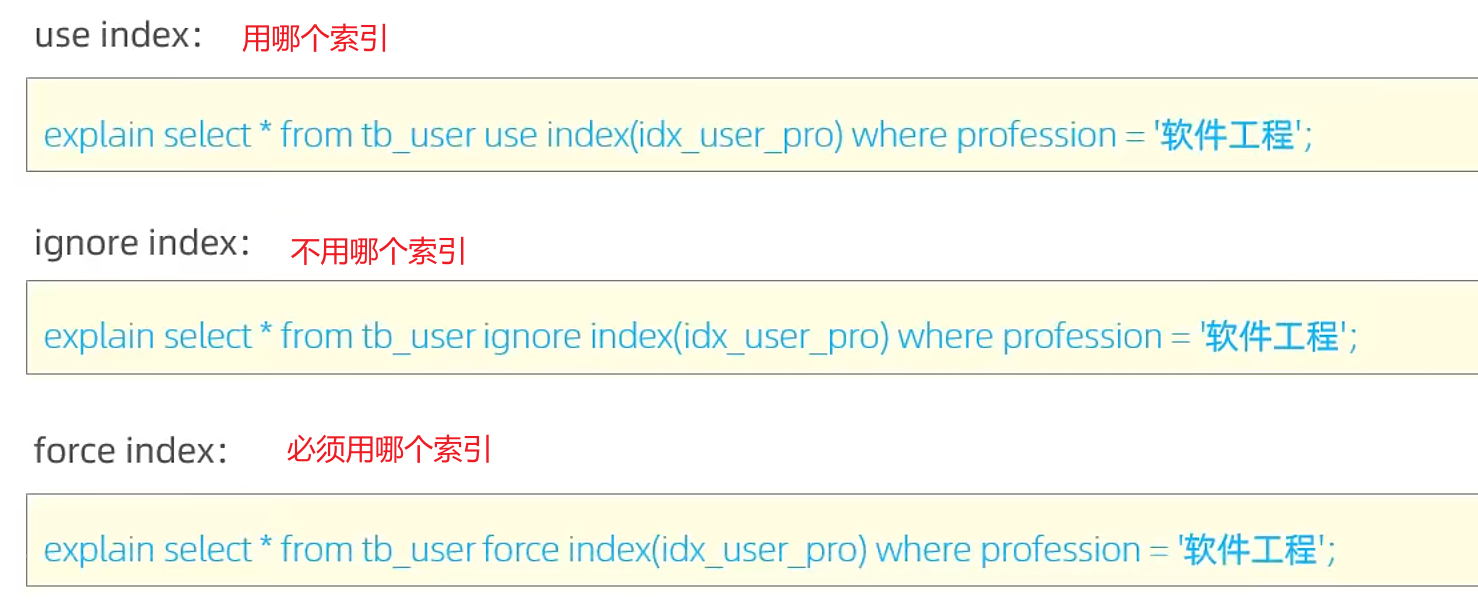 use index： 用哪个索引
explain select * from tb_user use index(idx_user_pro) where profession = '软件工程';
ignore index： 不用哪个索引
explain select * from tb_user ignore index(idx_user_pro) where profession = '软件工程';
force index： 必须用哪个索引
explain select * from tb_user force index(idx_user_pro) where profession = '软件工程';